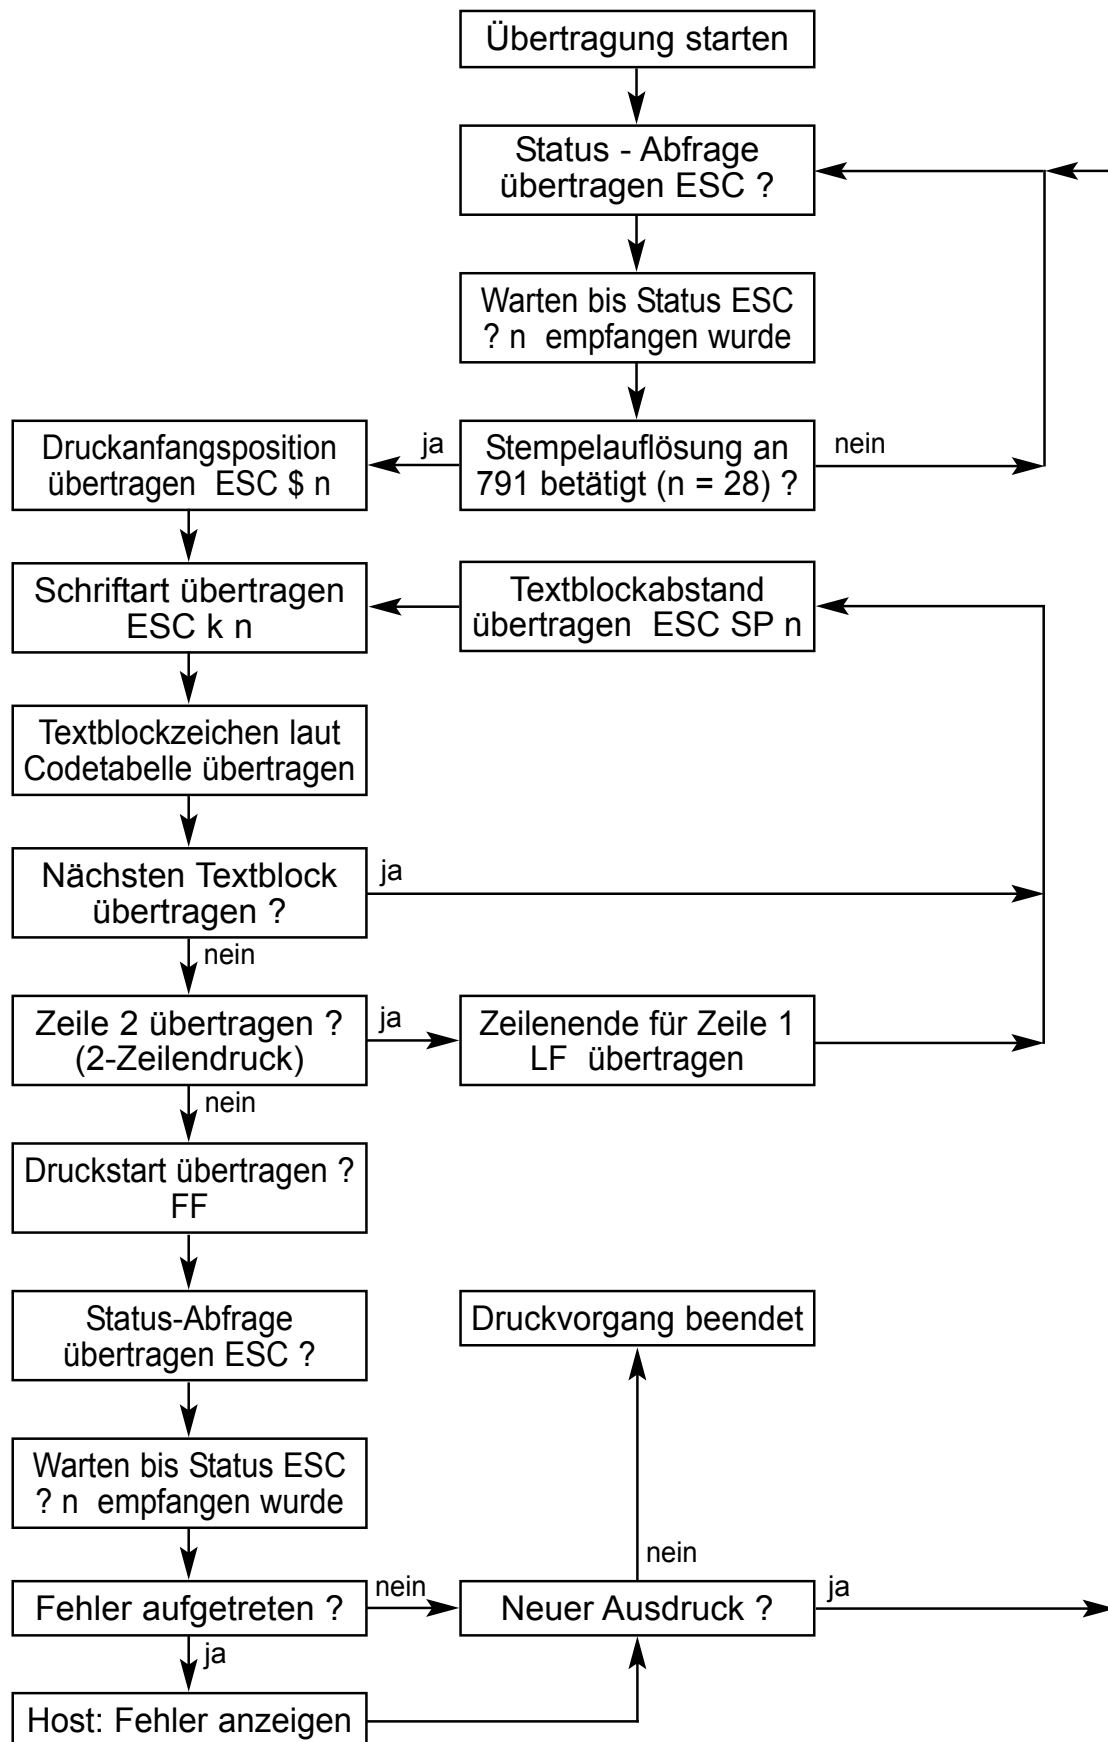 Übertragung starten
Status - Abfrage
übertragen ESC ?
Warten bis Status ESC
? n empfangen wurde
Druckanfangsposition
übertragen ESC $ n
ja
Stempelauflösung an
791 betätigt (n = 28) ?
nein
Schriftart übertragen
ESC k n
Textblockabstand
übertragen ESC SP n
Textblockzeichen laut
Codetabelle übertragen
Nächsten Textblock
übertragen ?
ja
nein
Zeile 2 übertragen ?
(2-Zeilendruck)
ja
Zeilenende für Zeile 1
LF übertragen
nein
Druckstart übertragen ?
FF
Status-Abfrage
übertragen ESC ?
Druckvorgang beendet
Warten bis Status ESC
? n empfangen wurde
nein
Fehler aufgetreten ?
nein
Neuer Ausdruck ?
ja
ja
Host: Fehler anzeigen